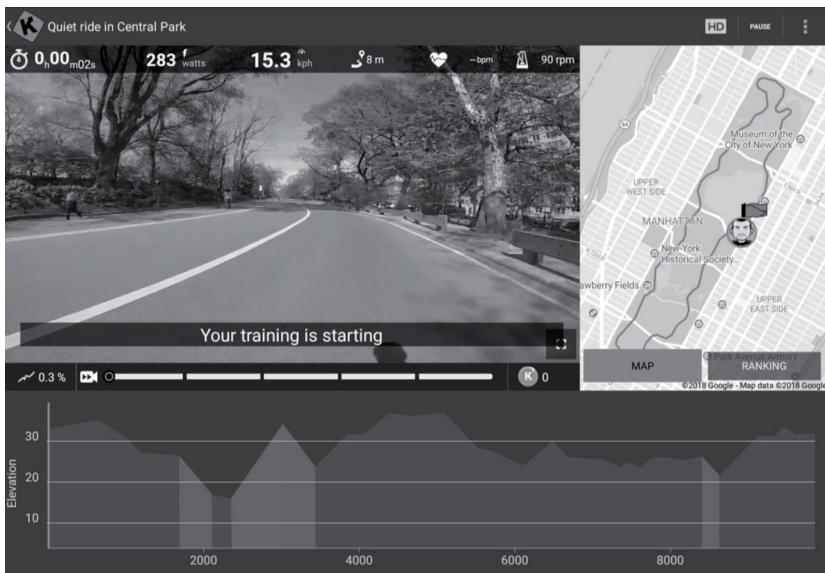 K Quiet ride in Central Park HD PAUSE
0h00m02s 283 watts 15.3 kph 8 m --bpm 90 rpm
Museum of the
City of New York
UPPER
WEST SIDE
MANHATTAN
New-York
Historical Society
awberry Fields
UPPER
EAST SIDE
Your training is starting
Park Avenue Armory
MAP RANKING
©2018 Google - Map data ©2018 Google
0.3 % K 0
Elevation
30
20
10
2000 4000 6000 8000